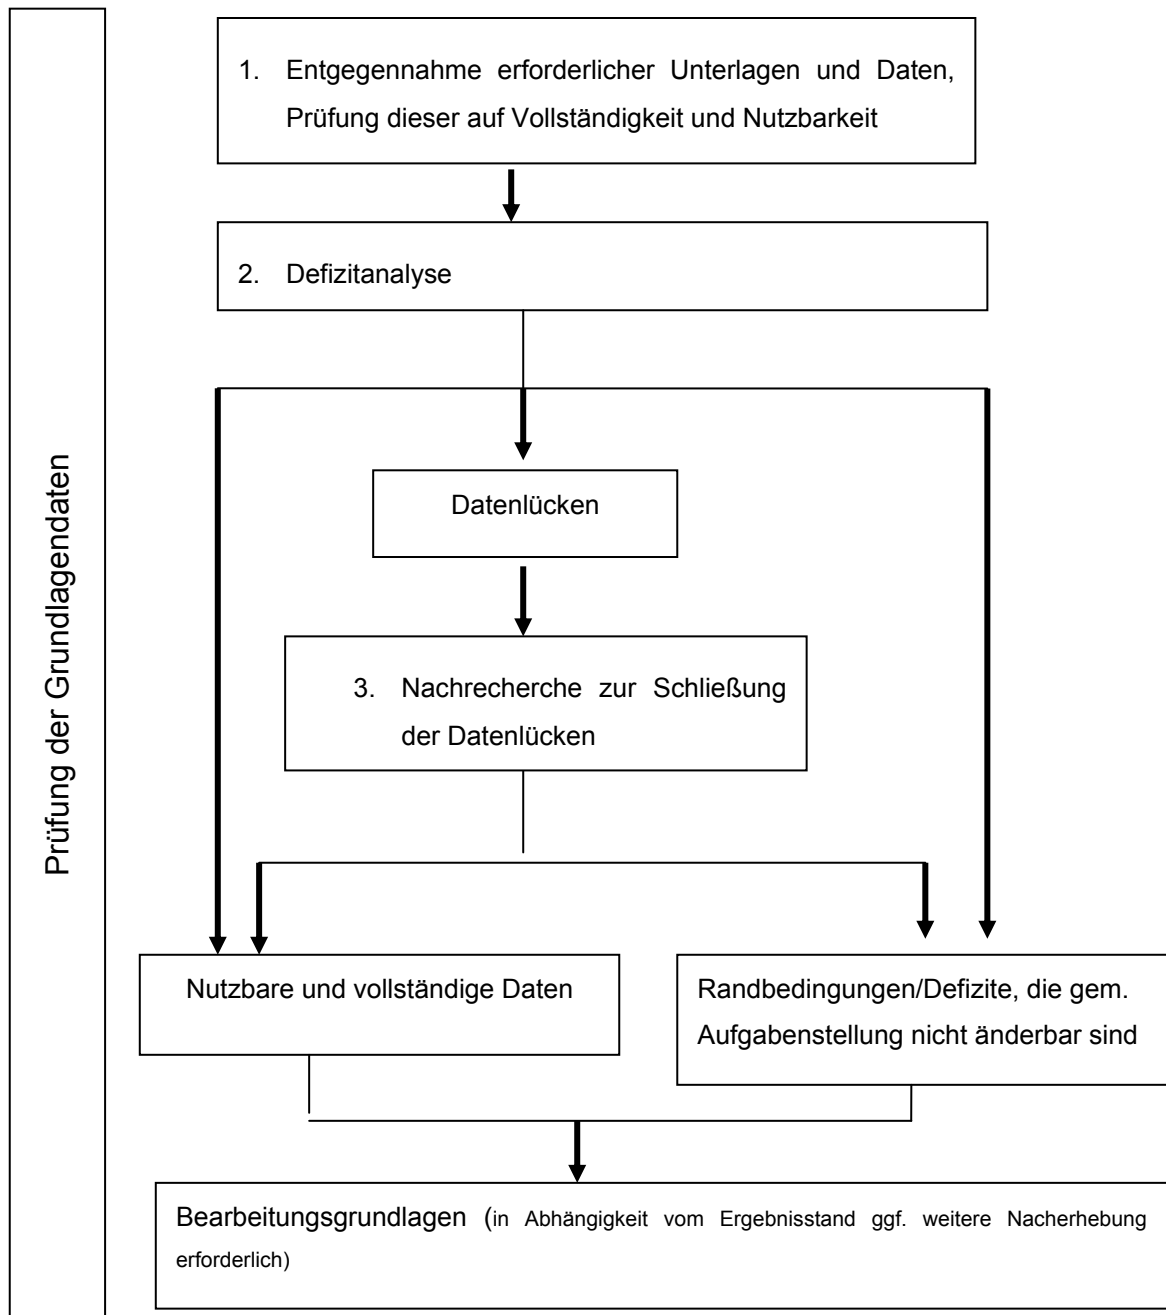 Prüfung der Grundlagendaten
1. Entgegennahme erforderlicher Unterlagen und Daten,
Prüfung dieser auf Vollständigkeit und Nutzbarkeit
2. Defizitanalyse
Datenlücken
3. Nachrecherche zur Schließung
der Datenlücken
Nutzbare und vollständige Daten
Randbedingungen/Defizite, die gem.
Aufgabenstellung nicht änderbar sind
Bearbeitungsgrundlagen (in Abhängigkeit vom Ergebnisstand ggf. weitere Nacherhebung
erforderlich)